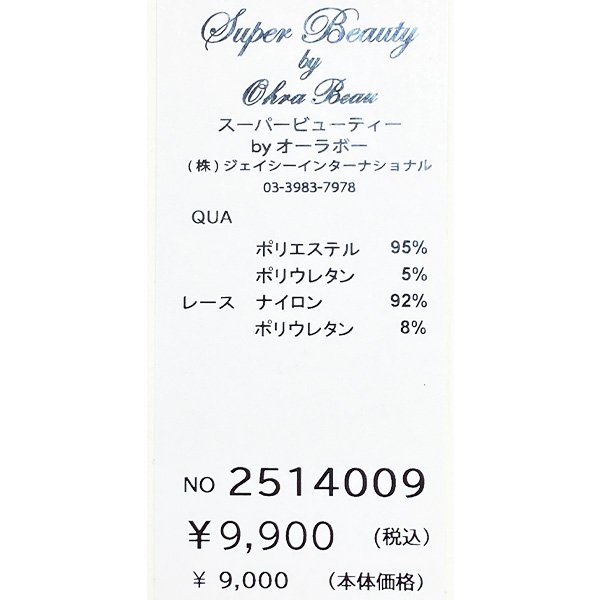 Super Beauty
by
Ohra Beau
スーパービューティー
by オーラボー
(株)ジェイシーインターナショナル
03-3983-7978
QUA
ポリエステル 95%
ポリウレタン 5%
レース ナイロン 92%
ポリウレタン 8%
NO 2514009
¥9,900 (税込)
¥ 9,000 (本体価格)